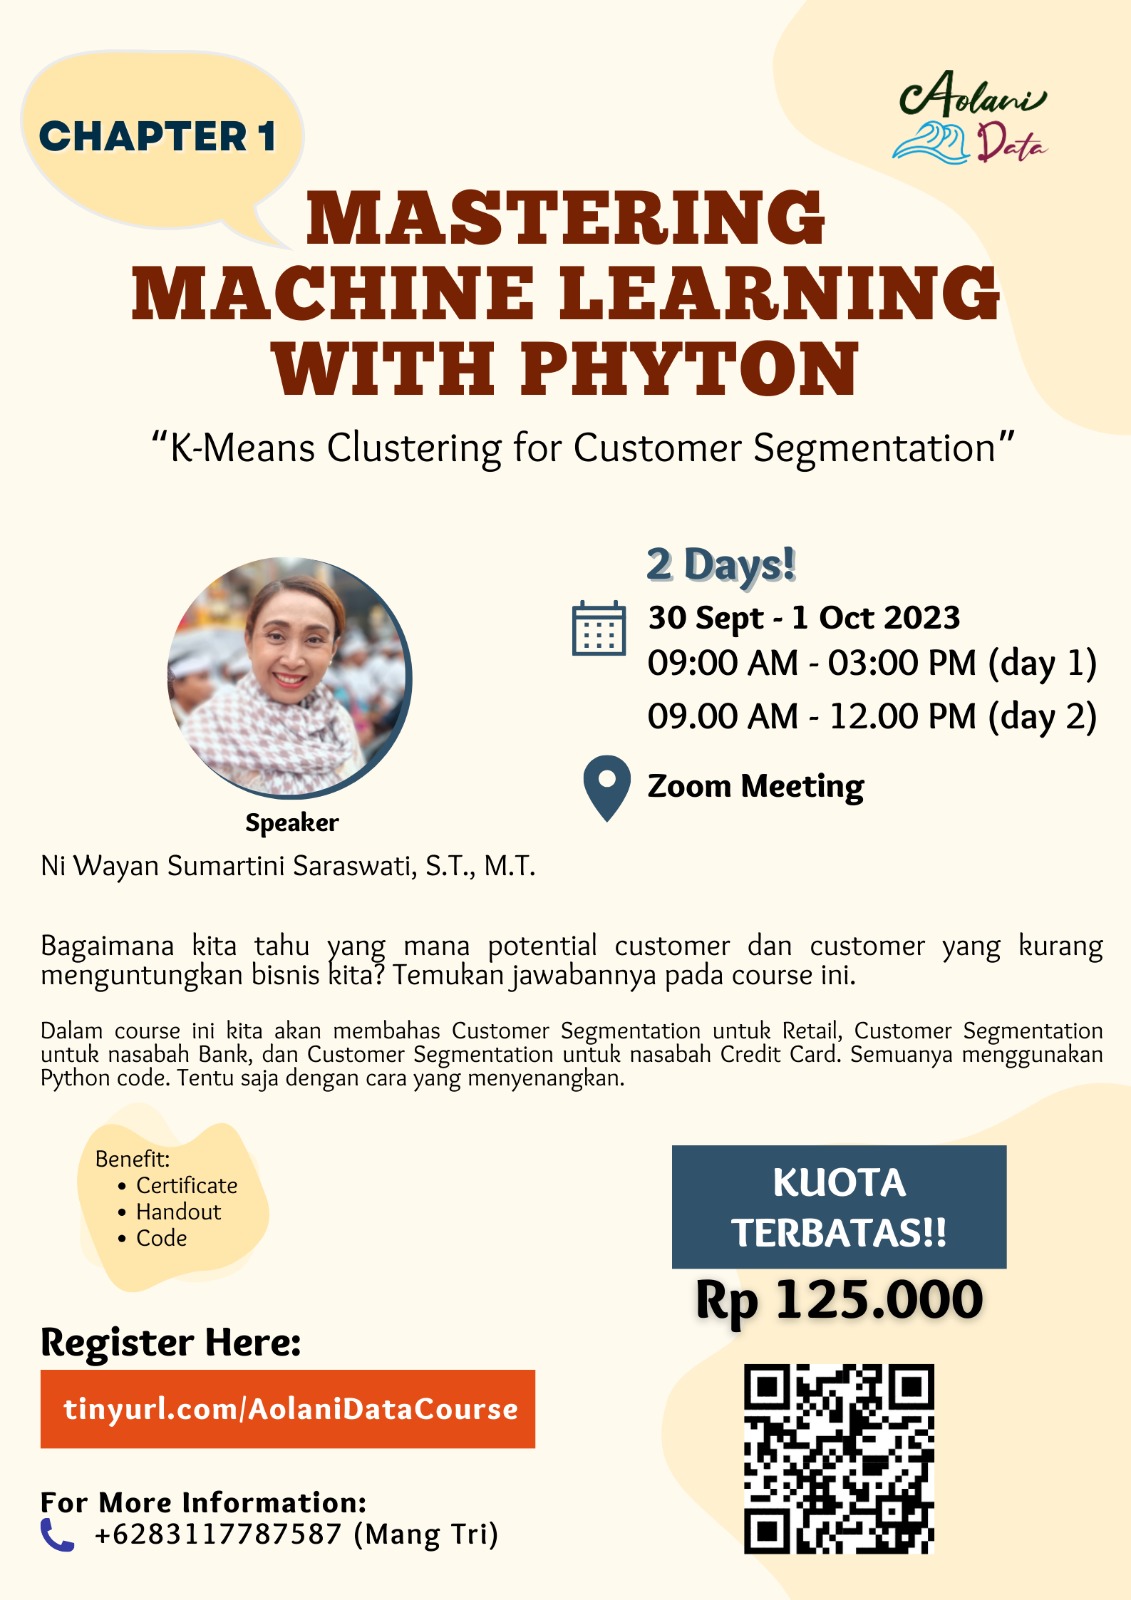 CHAPTER 1
Aolani
Data
MASTERING
MACHINE LEARNING
WITH PHYTON
“K-Means Clustering for Customer Segmentation”
2 Days!
30 Sept - 1 Oct 2023
09:00 AM - 03:00 PM (day 1)
09.00 AM - 12.00 PM (day 2)
Zoom Meeting
Speaker
Ni Wayan Sumartini Saraswati, S.T., M.T.
Bagaimana kita tahu yang mana potential customer dan customer yang kurang
menguntungkan bisnis kita? Temukan jawabannya pada course ini.
Dalam course ini kita akan membahas Customer Segmentation untuk Retail, Customer Segmentation
untuk nasabah Bank, dan Customer Segmentation untuk nasabah Credit Card. Semuanya menggunakan
Python code. Tentu saja dengan cara yang menyenangkan.
Benefit:
• Certificate
• Handout
• Code
KUOTA
TERBATAS!!
Rp 125.000
Register Here:
tinyurl.com/AolaniDataCourse
For More Information:
+6283117787587 (Mang Tri)